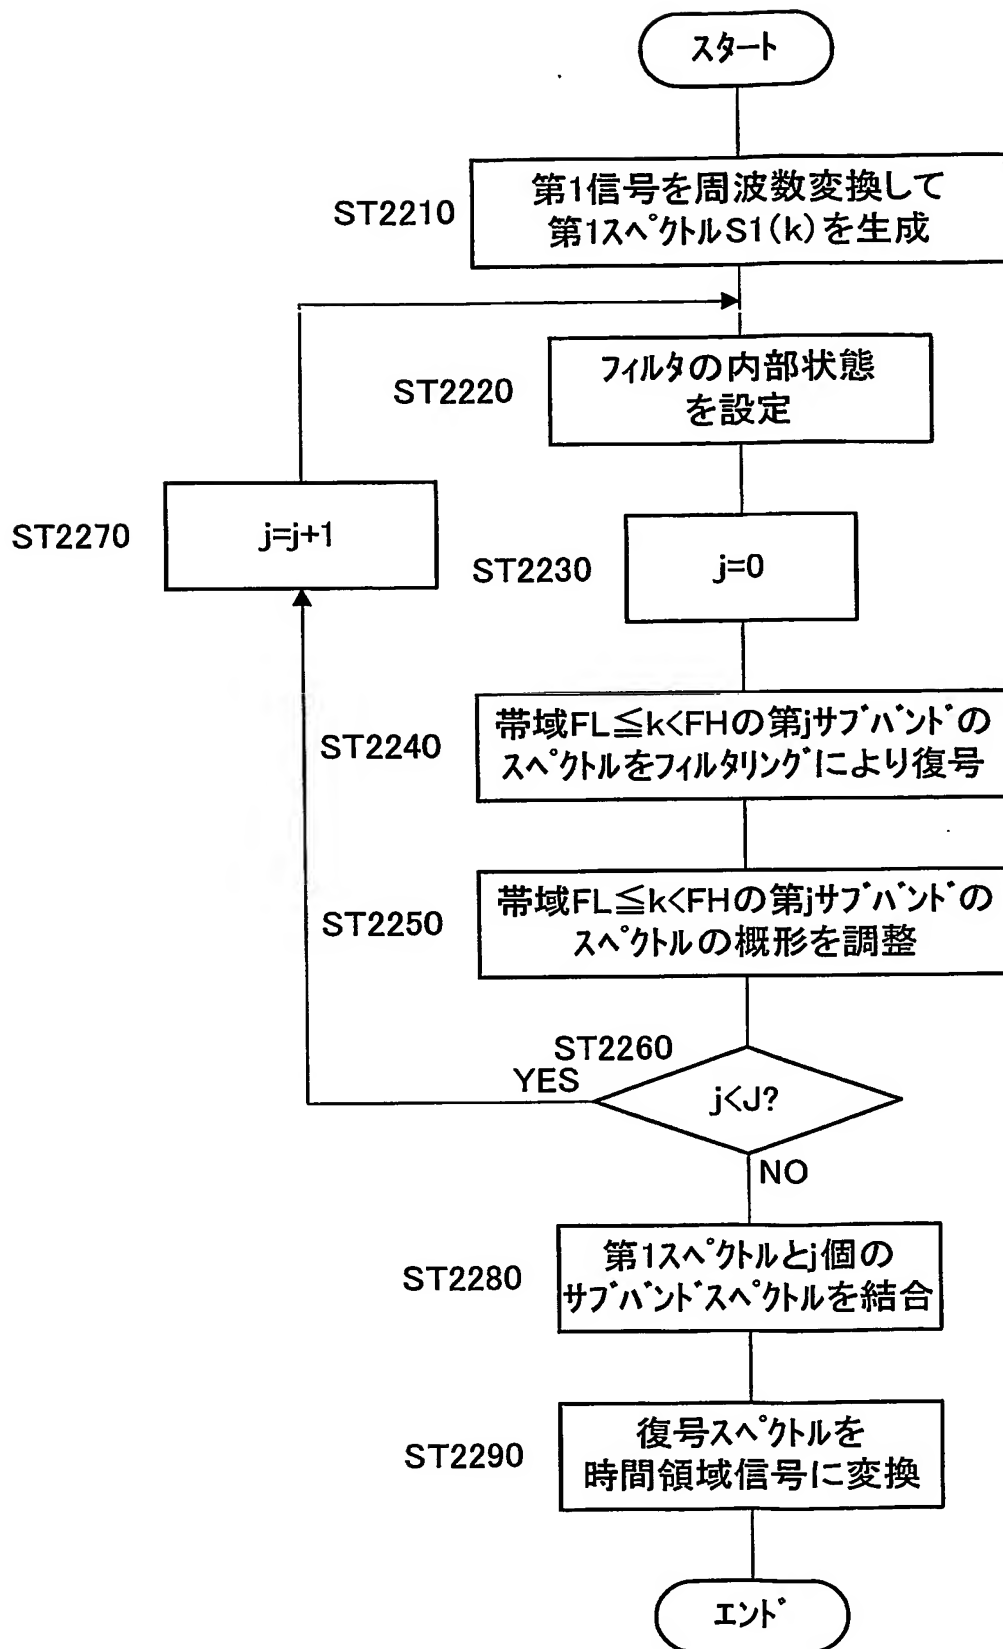 スタート
ST2210
第1信号を周波数変換して
第1スペクトルS1(k)を生成
ST2220
フィルタの内部状態
を設定
ST2270
j=j+1
ST2230
j=0
ST2240
帯域FL≦k<FHの第jサブバンドの
スペクトルをフィルタリングにより復号
ST2250
帯域FL≦k<FHの第jサブバンドの
スペクトルの概形を調整
ST2260
YES
j<J?
NO
ST2280
第1スペクトルとj個の
サブバンドスペクトルを結合
ST2290
復号スペクトルを
時間領域信号に変換
エンド